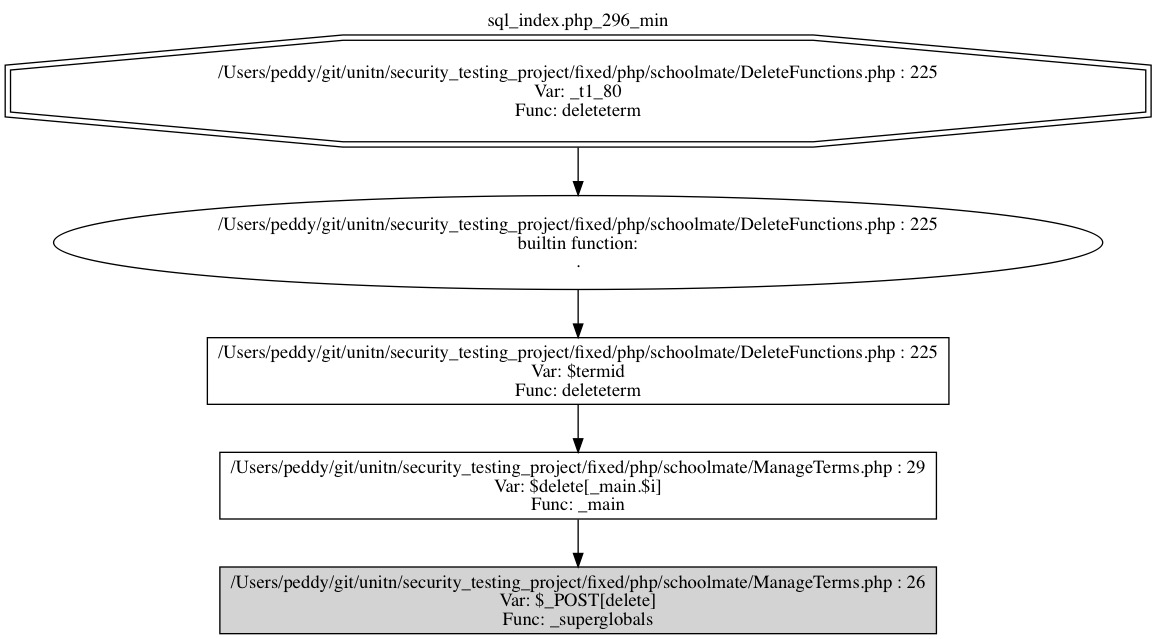 sql_index.php_296_min
/Users/peddy/git/unitn/security_testing_project/fixed/php/schoolmate/DeleteFunctions.php : 225
Var: _t1_80
Func: deleteterm
/Users/peddy/git/unitn/security_testing_project/fixed/php/schoolmate/DeleteFunctions.php : 225
builtin function:
.
/Users/peddy/git/unitn/security_testing_project/fixed/php/schoolmate/DeleteFunctions.php : 225
Var: $termid
Func: deleteterm
/Users/peddy/git/unitn/security_testing_project/fixed/php/schoolmate/ManageTerms.php : 29
Var: $delete[_main.$i]
Func: _main
/Users/peddy/git/unitn/security_testing_project/fixed/php/schoolmate/ManageTerms.php : 26
Var: $_POST[delete]
Func: _superglobals